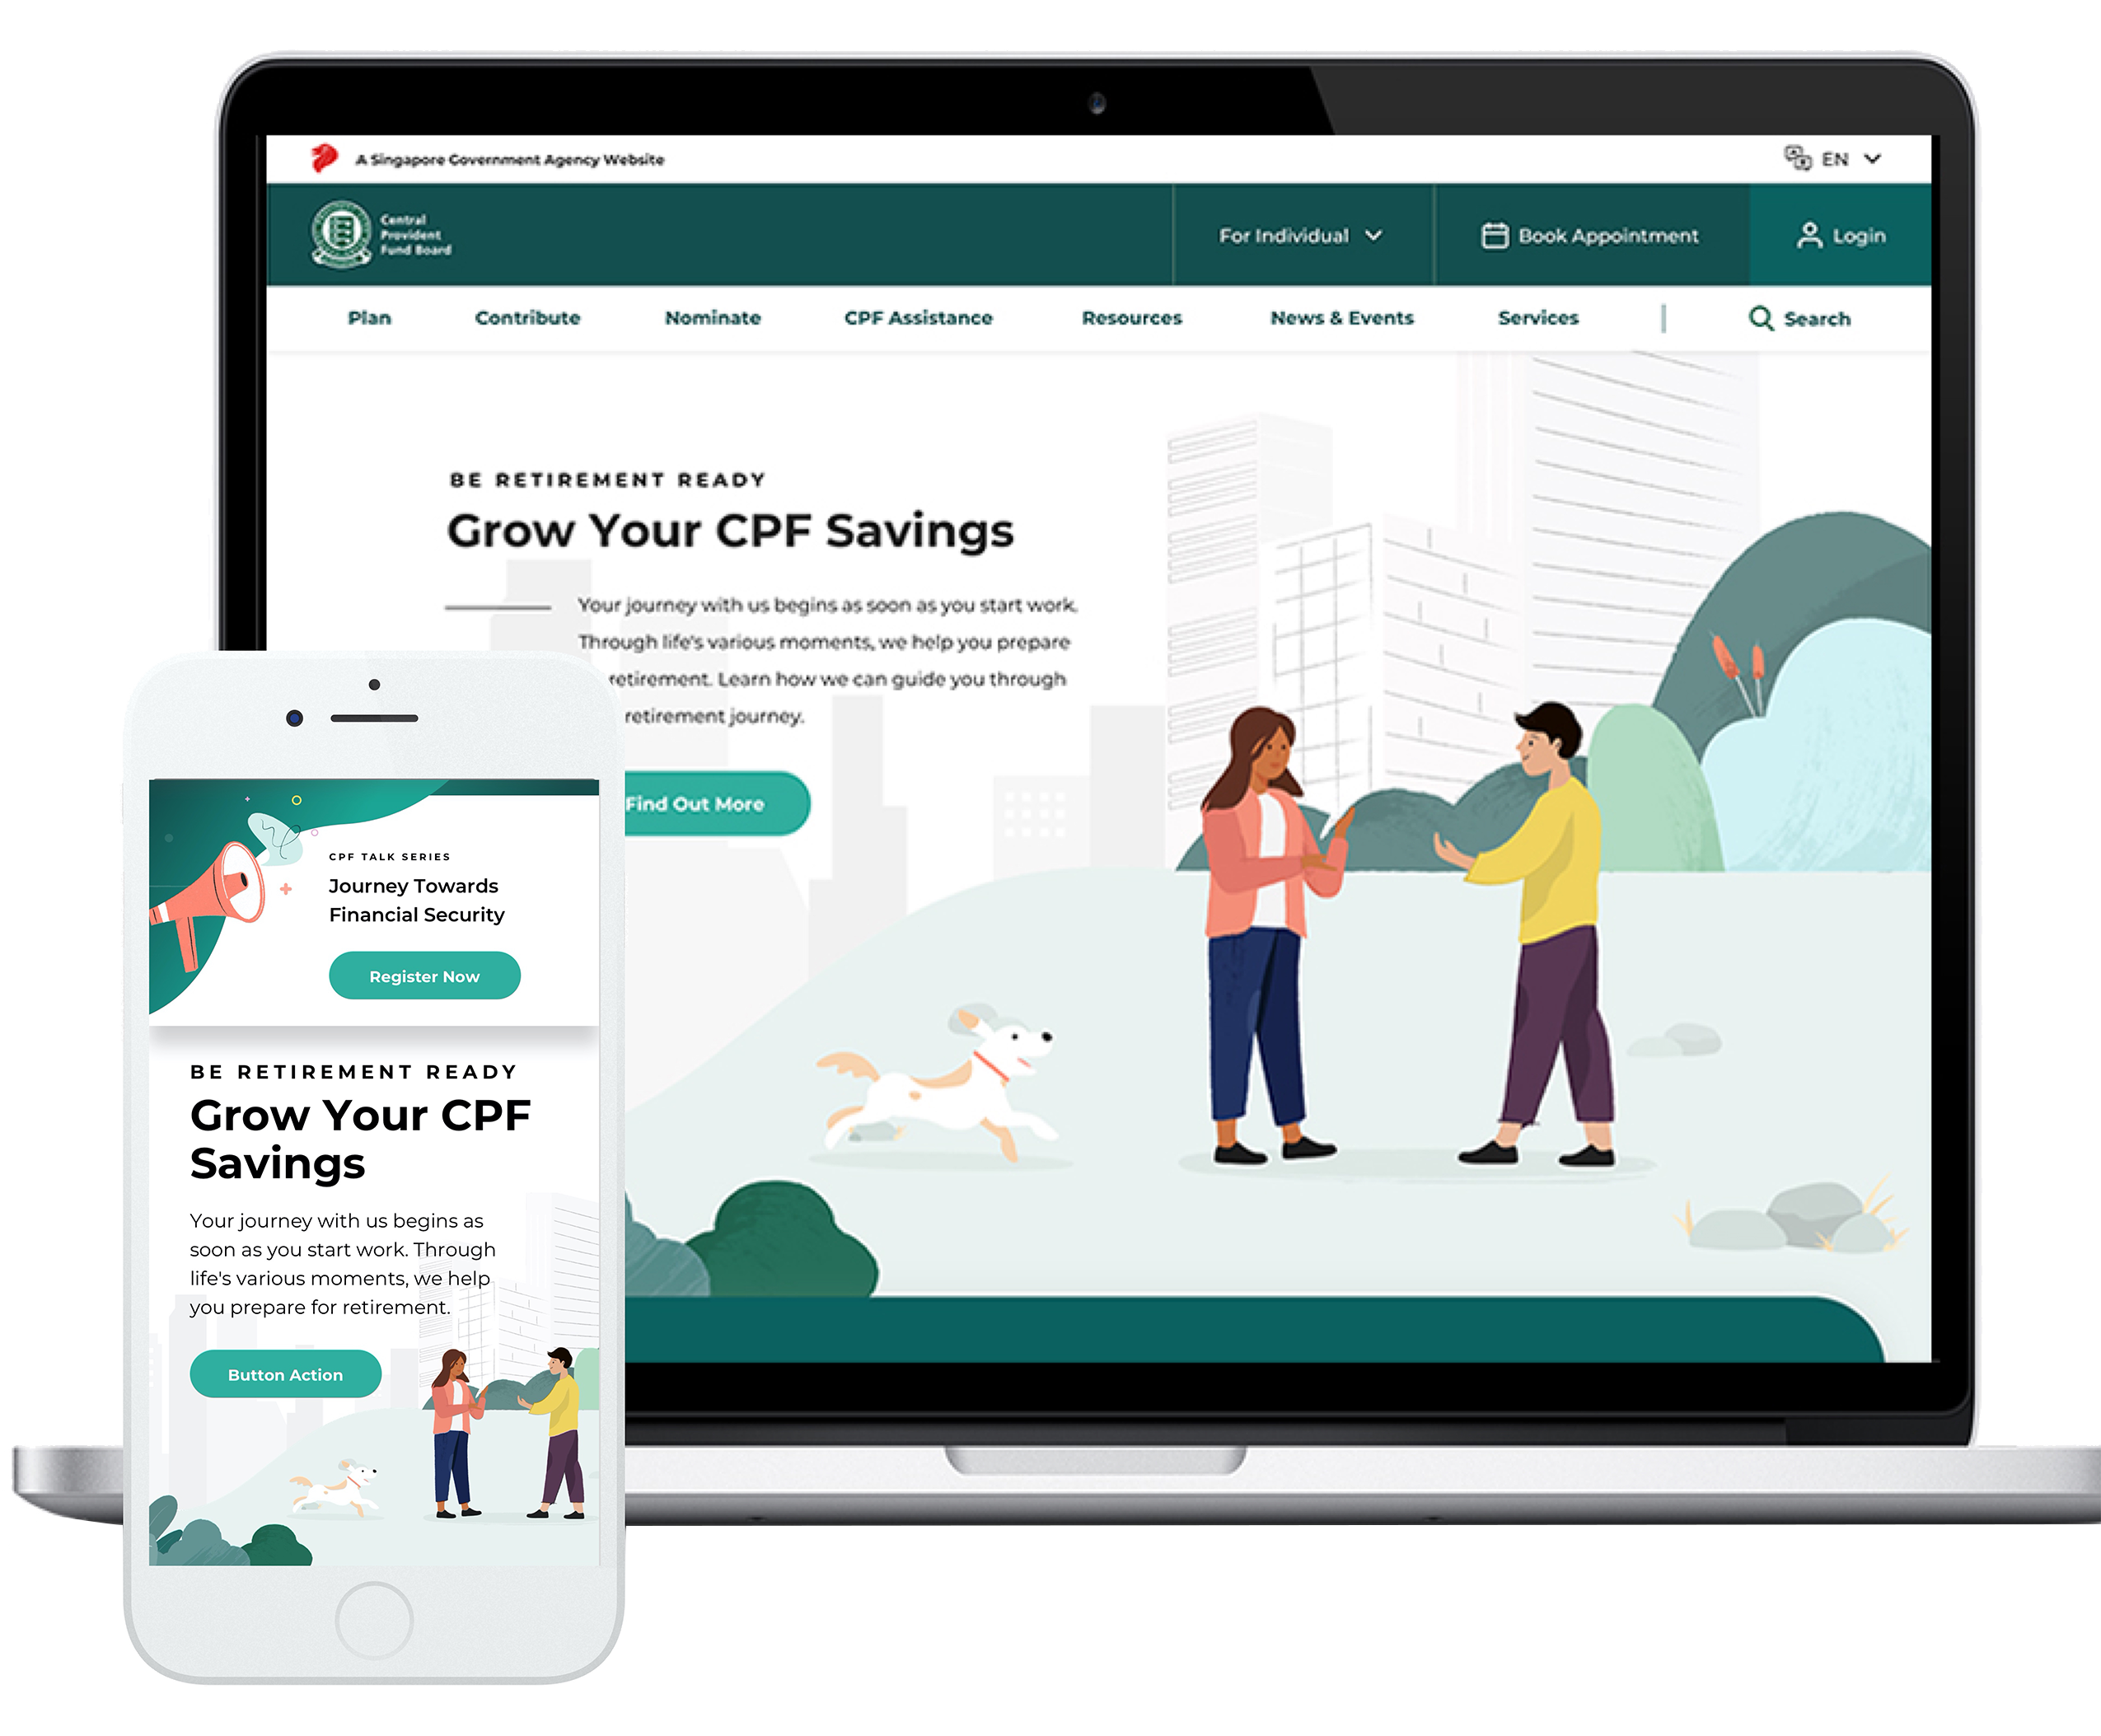 A Singapore Government Agency Website
EN
Central
Provident
Fund Board
For Individual
Book Appointment
Login
Plan
Contribute
Nominate
CPF Assistance
Resources
News & Events
Services
Search
BE RETIREMENT READY
Grow Your CPF Savings
Your journey with us begins as soon as you start work.
Through life's various moments, we help you prepare
retirement. Learn how we can guide you through
retirement journey.
Find Out More
CPF TALK SERIES
Journey Towards
Financial Security
Register Now
BE RETIREMENT READY
Grow Your CPF
Savings
Your journey with us begins as
soon as you start work. Through
life's various moments, we help
you prepare for retirement.
Button Action